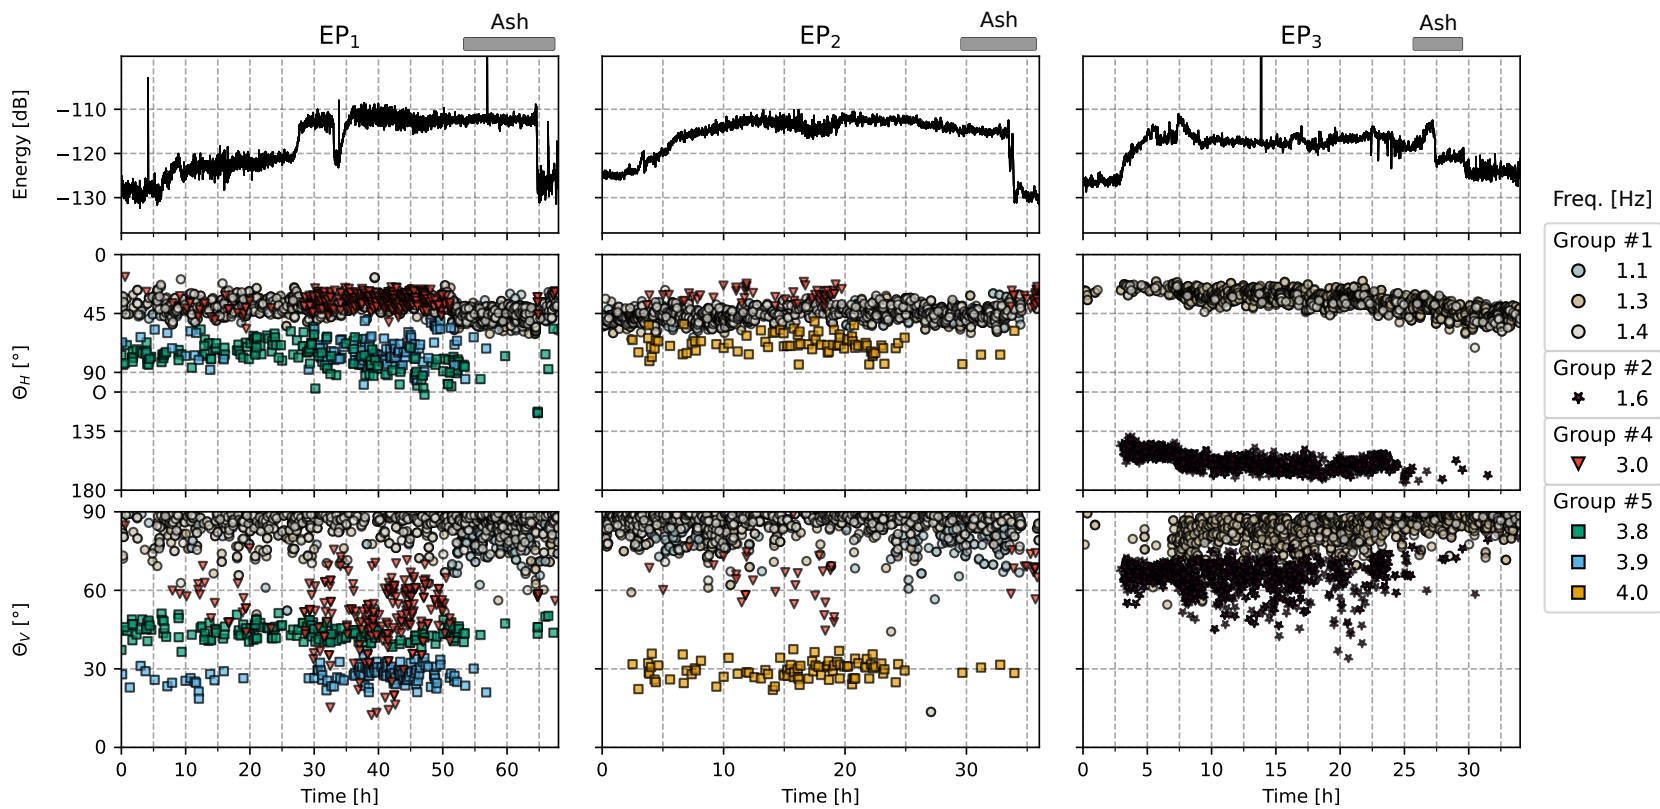 Ash Ash Ash
EP1 EP2 EP3
Energy [dB]
−110
−120
−130
Freq. [Hz]
Group #1
1.1
1.3
1.4
Group #2
1.6
Group #4
3.0
Group #5
3.8
3.9
4.0
Θ_H [°]
0
45
90
O
135
180
Θ_V [°]
90
60
30
0
0 10 20 30 40 50 60
0 10 20 30
0 5 10 15 20 25 30
Time [h] Time [h] Time [h]